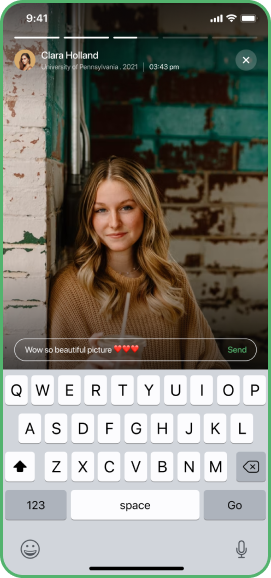 9:41
Clara Holland
University of Pennsylvania . 2021 | 03:43 pm
Wow so beautiful picture ❤️❤️❤️ Send
Q W E R T Y U I O P
A S D F G H J K L
Z X C V B N M
123 space Go